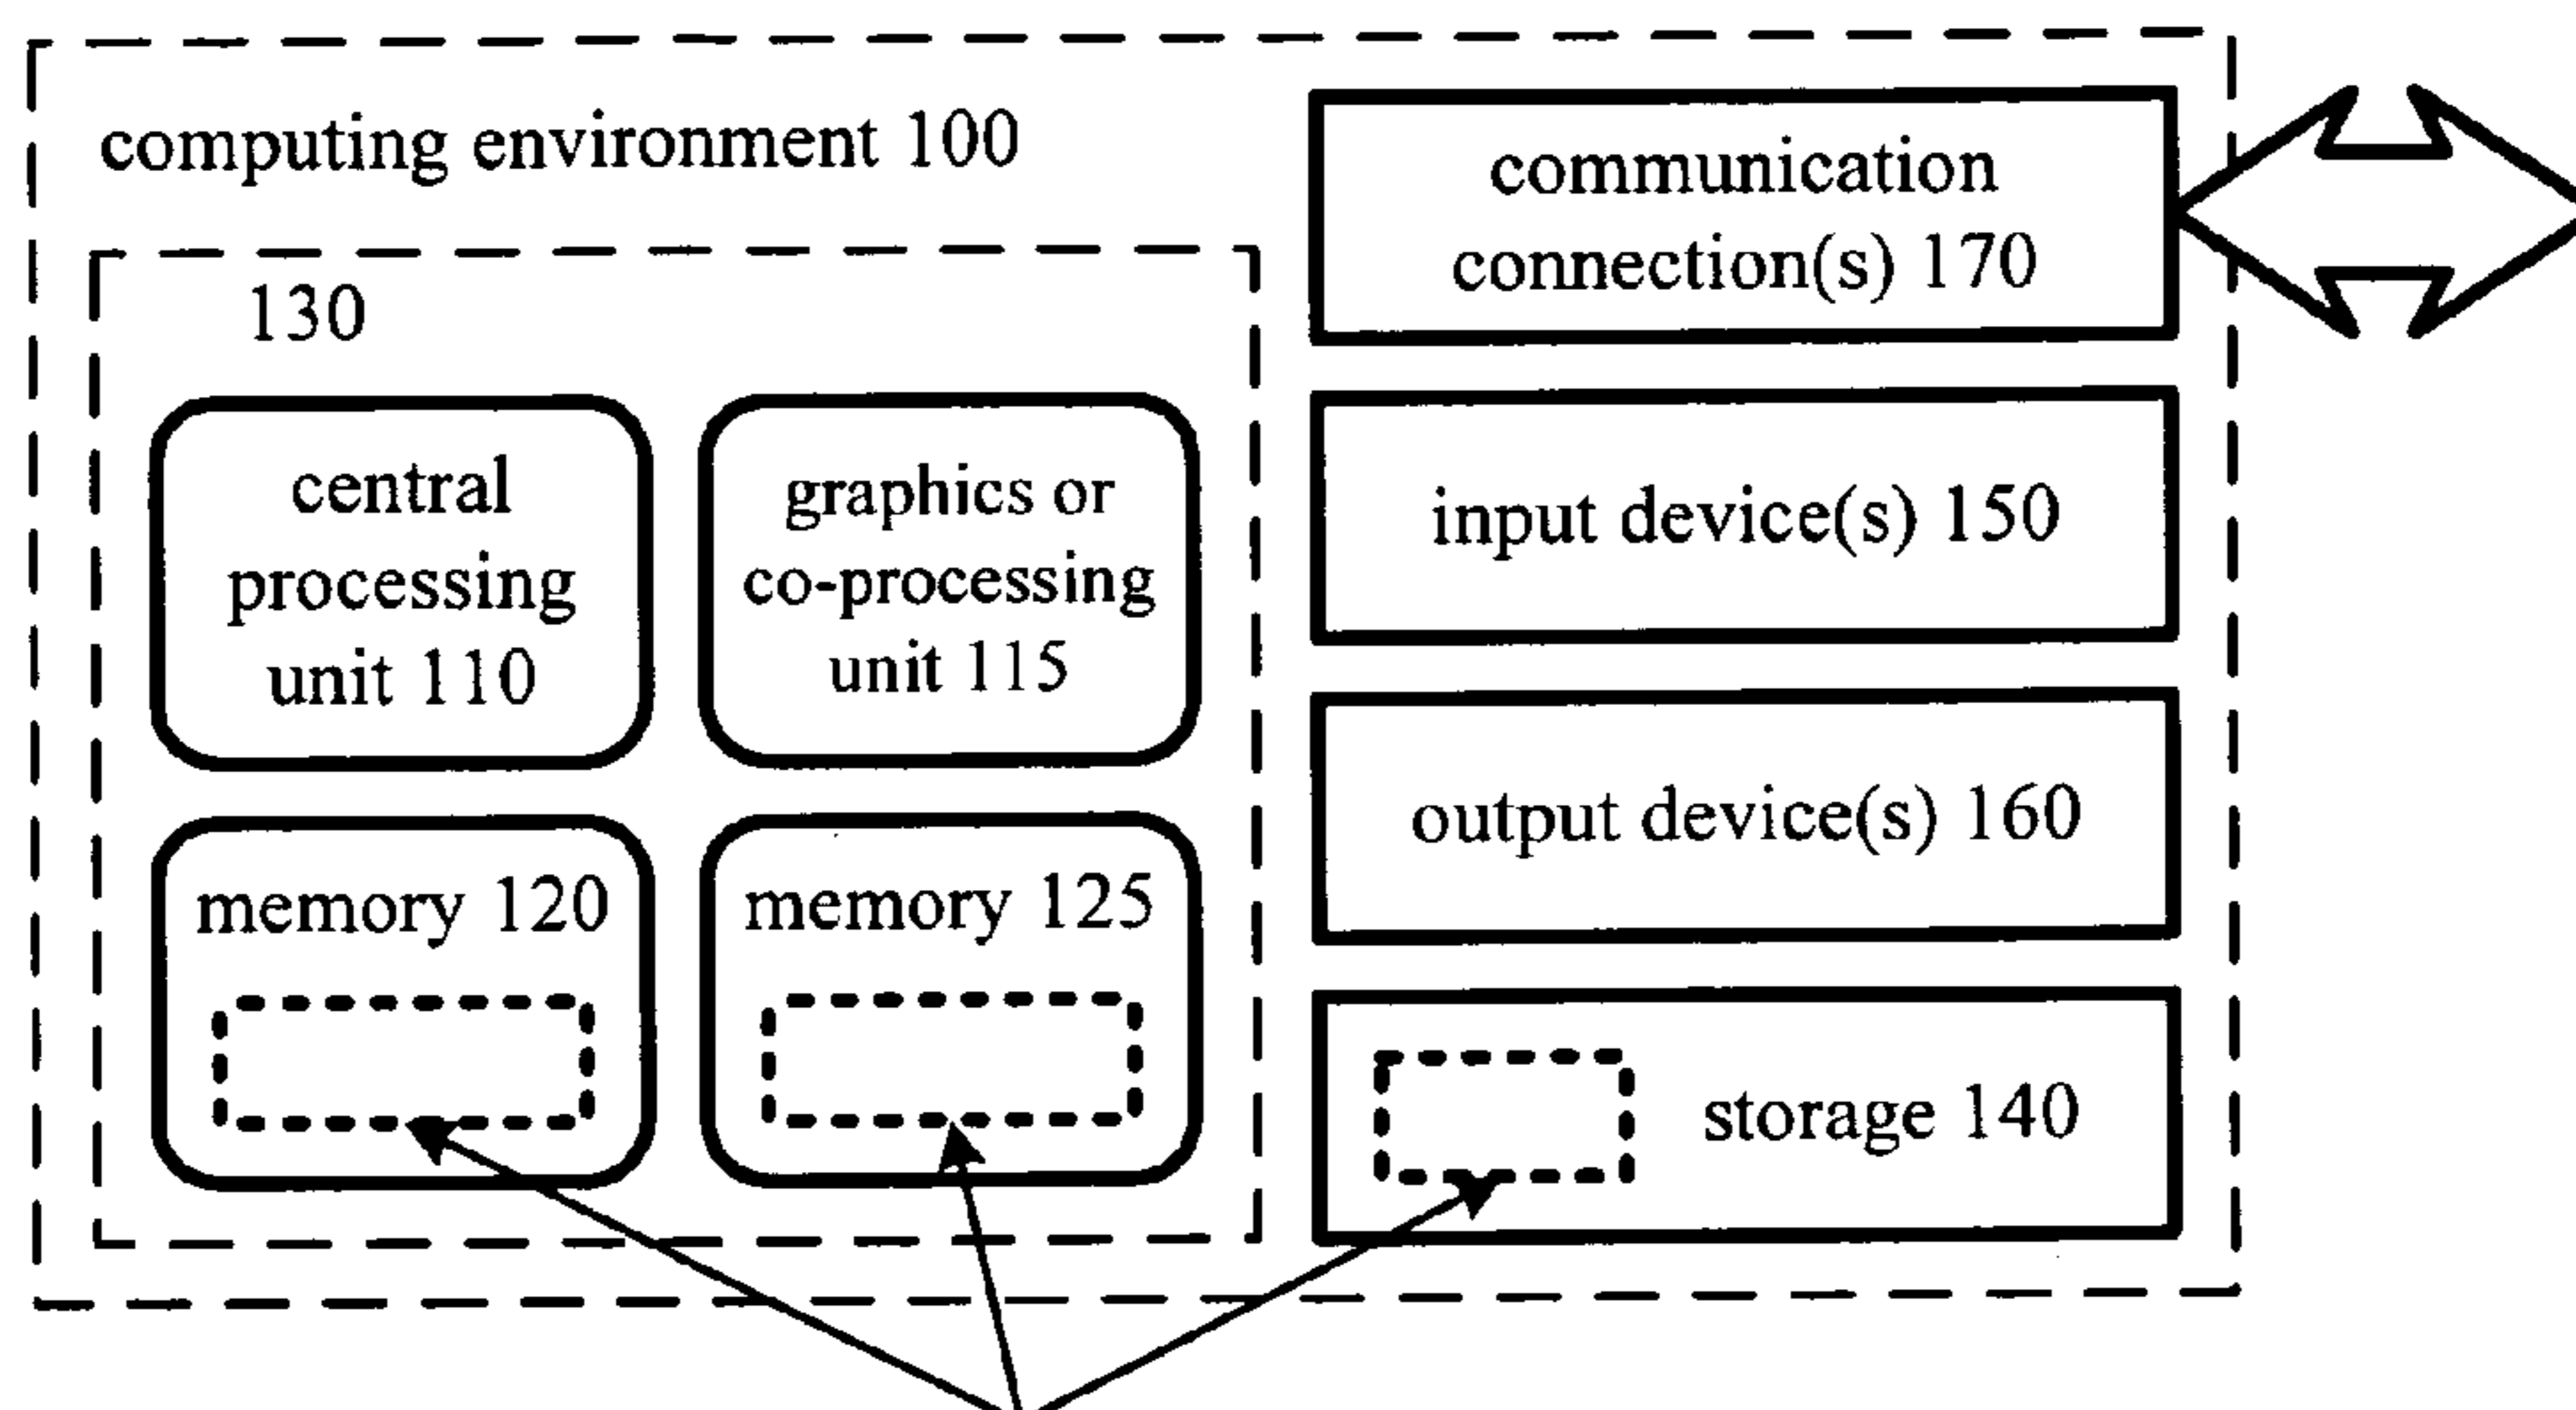 computing environment 100
130
central
processing
unit 110
graphics or
co-processing
unit 115
memory 120
memory 125
communication
connection(s) 170
input device(s) 150
output device(s) 160
storage 140